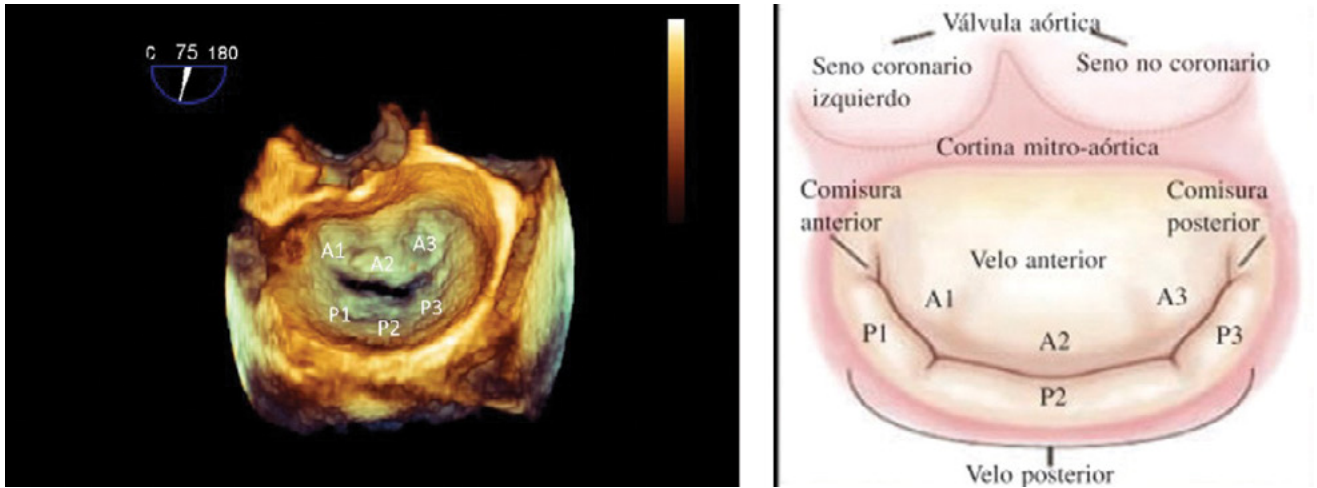 0 75 180
A1
A2
A3
P1
P2
P3
Válvula aórtica
Seno coronario
izquierdo
Seno no coronario
Cortina mitro-aórtica
Comisura
anterior
Comisura
posterior
Velo anterior
A1
A3
P1
A2
P3
P2
Velo posterior